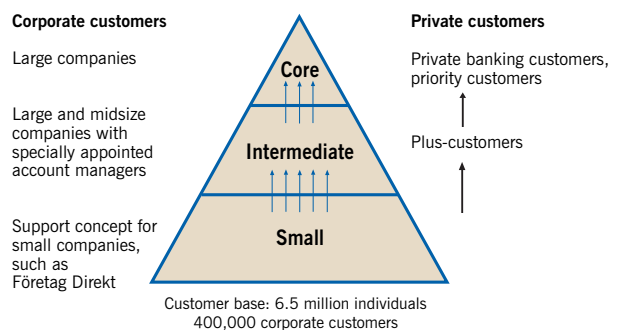 Corporate customers
Large companies
Large and midsize
companies with
specially appointed
account managers
Support concept for
small companies,
such as
Företag Direkt
Core
Intermediate
Small
Private customers
Private banking customers,
priority customers
Plus-customers
Customer base: 6.5 million individuals
400,000 corporate customers